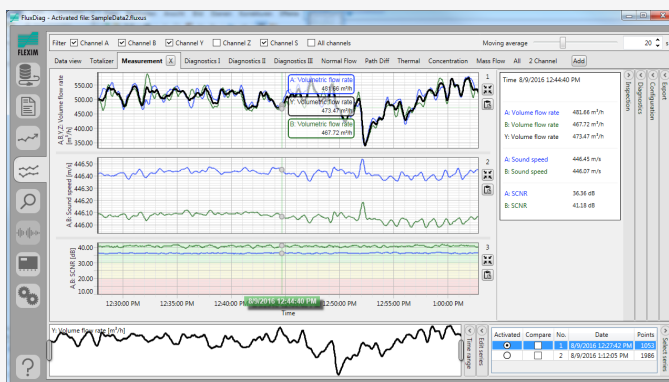 FluxDiag - Activated file: SampleData2.fluxus
FLEXIM
Filter Channel A Channel B Channel Y Channel Z Channel S All channels Moving average 20 s
Data view Totalizer Measurement X Diagnostics I Diagnostics II Diagnostics III Normal Flow Path Diff Thermal Concentration Mass Flow All 2 Channel Add
A,B,Y,Z: Volume flow rate
[m³/h]
550.00
500.00
450.00
400.00
350.00
A: Volumetric flow rate
481.66 m³/h
Y: Volumetric flow rate
473.47 m³/h
B: Volumetric flow rate
467.72 m³/h
1
A,B: Sound speed [m/s]
446.50
446.40
446.30
446.20
446.10
446.00
2
A,B: SCNR [dB]
40.00
30.00
20.00
10.00
3
12:30:00 PM 12:35:00 PM 12:40:00 PM 8/9/2016 12:44:40 PM 12:50:00 PM 12:55:00 PM 1:00:00 PM
Time
Time 8/9/2016 12:44:40 PM
A: Volume flow rate 481.66 m³/h
B: Volume flow rate 467.72 m³/h
Y: Volume flow rate 473.47 m³/h
A: Sound speed 446.45 m/s
B: Sound speed 446.07 m/s
A: SCNR 36.36 dB
B: SCNR 41.18 dB
Inspection
Diagnostics
Configuration
Export
Y: Volume flow rate [m³/h]
Time range
Edit series
Activated Compare No. Date Points
1 8/9/2016 12:27:42 PM 1053
2 8/9/2016 1:12:05 PM 1986
Select series
?